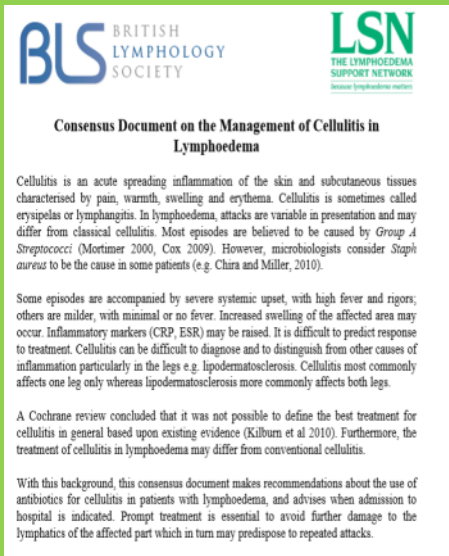 BLS BRITISH
LYMPHOLOGY
SOCIETY
LSN
THE LYMPHOEDEMA
SUPPORT NETWORK
because lymphoedema matters
Consensus Document on the Management of Cellulitis in
Lymphoedema
Cellulitis is an acute spreading inflammation of the skin and subcutaneous tissues
characterised by pain, warmth, swelling and erythema. Cellulitis is sometimes called
erysipelas or lymphangitis. In lymphoedema, attacks are variable in presentation and may
differ from classical cellulitis. Most episodes are believed to be caused by Group A
Streptococci (Mortimer 2000, Cox 2009). However, microbiologists consider Staph
aureus to be the cause in some patients (e.g. Chira and Miller, 2010).
Some episodes are accompanied by severe systemic upset, with high fever and rigors;
others are milder, with minimal or no fever. Increased swelling of the affected area may
occur. Inflammatory markers (CRP, ESR) may be raised. It is difficult to predict response
to treatment. Cellulitis can be difficult to diagnose and to distinguish from other causes of
inflammation particularly in the legs e.g. lipodermatosclerosis. Cellulitis most commonly
affects one leg only whereas lipodermatosclerosis more commonly affects both legs.
A Cochrane review concluded that it was not possible to define the best treatment for
cellulitis in general based upon existing evidence (Kilburn et al 2010). Furthermore, the
treatment of cellulitis in lymphoedema may differ from conventional cellulitis.
With this background, this consensus document makes recommendations about the use of
antibiotics for cellulitis in patients with lymphoedema, and advises when admission to
hospital is indicated. Prompt treatment is essential to avoid further damage to the
lymphatics of the affected part which in turn may predispose to repeated attacks.